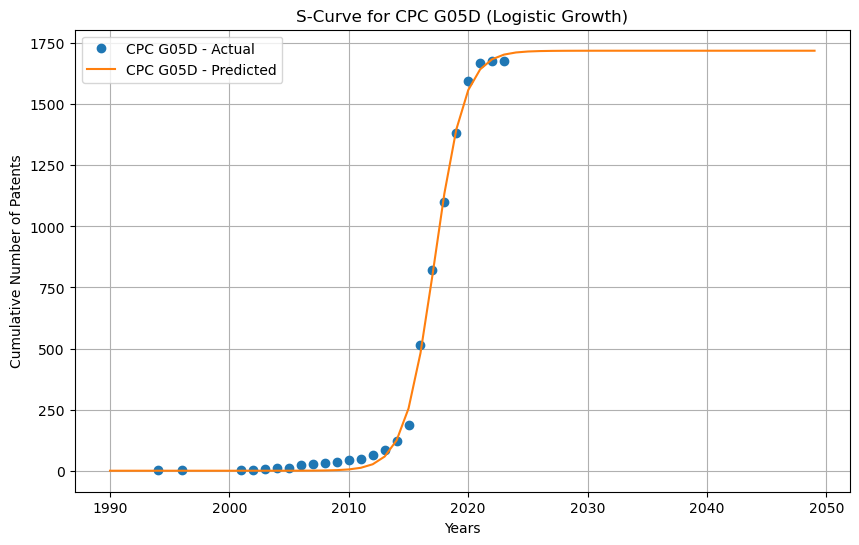 S-Curve for CPC G05D (Logistic Growth)
CPC G05D - Actual
CPC G05D - Predicted
Cumulative Number of Patents
1750
1500
1250
1000
750
500
250
0
1990 2000 2010 2020 2030 2040 2050
Years